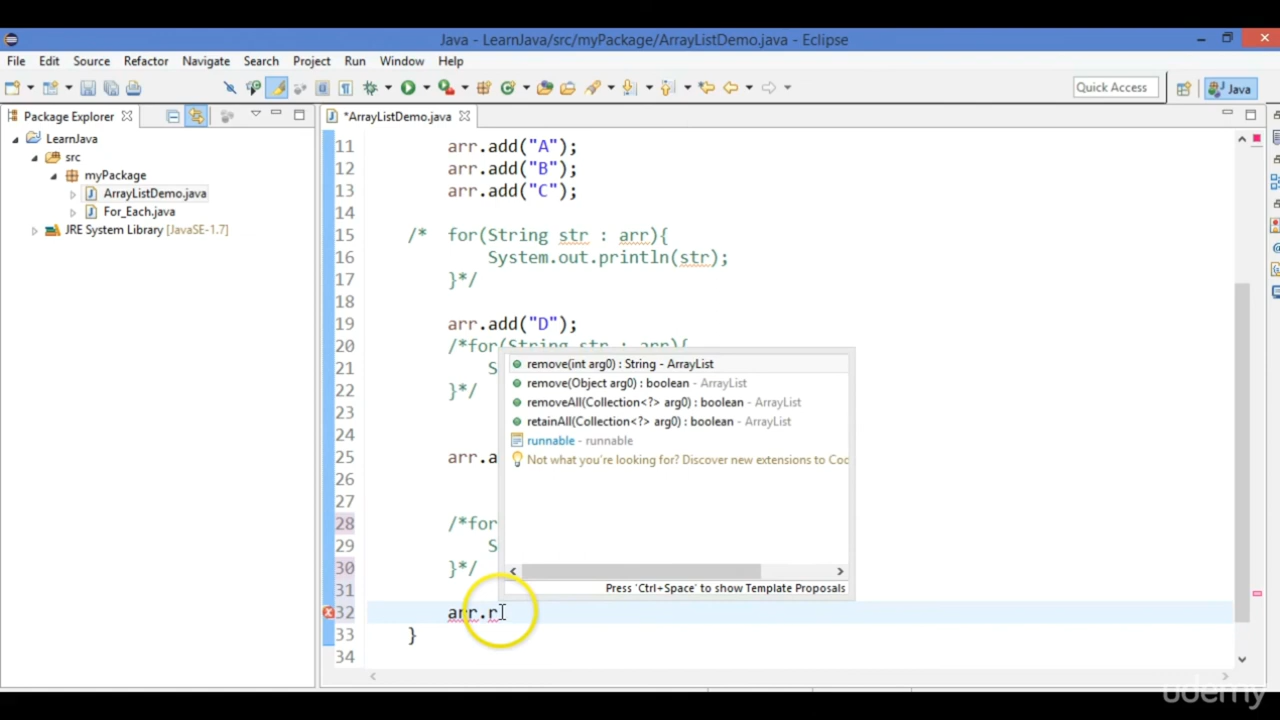 Java - LearnJava/src/myPackage/ArrayListDemo.java - Eclipse
File Edit Source Refactor Navigate Search Project Run Window Help
Quick Access Java
Package Explorer *ArrayListDemo.java
LearnJava
src
myPackage
ArrayListDemo.java
For_Each.java
JRE System Library [JavaSE-1.7]
11 arr.add("A");
12 arr.add("B");
13 arr.add("C");
14
15 /* for(String str : arr){
16 System.out.println(str);
17 }*/
18
19 arr.add("D");
20 /*for(String str : arr){
21 S
22 }*/
23
24
25 arr.a
26
27
28 /*for
29 S
30 }*/
31
32 arr.r
33 }
34
remove(int arg0) : String - ArrayList
remove(Object arg0) : boolean - ArrayList
removeAll(Collection<?> arg0) : boolean - ArrayList
retainAll(Collection<?> arg0) : boolean - ArrayList
runnable - runnable
Not what you're looking for? Discover new extensions to Coc
Press 'Ctrl+Space' to show Template Proposals
udemy